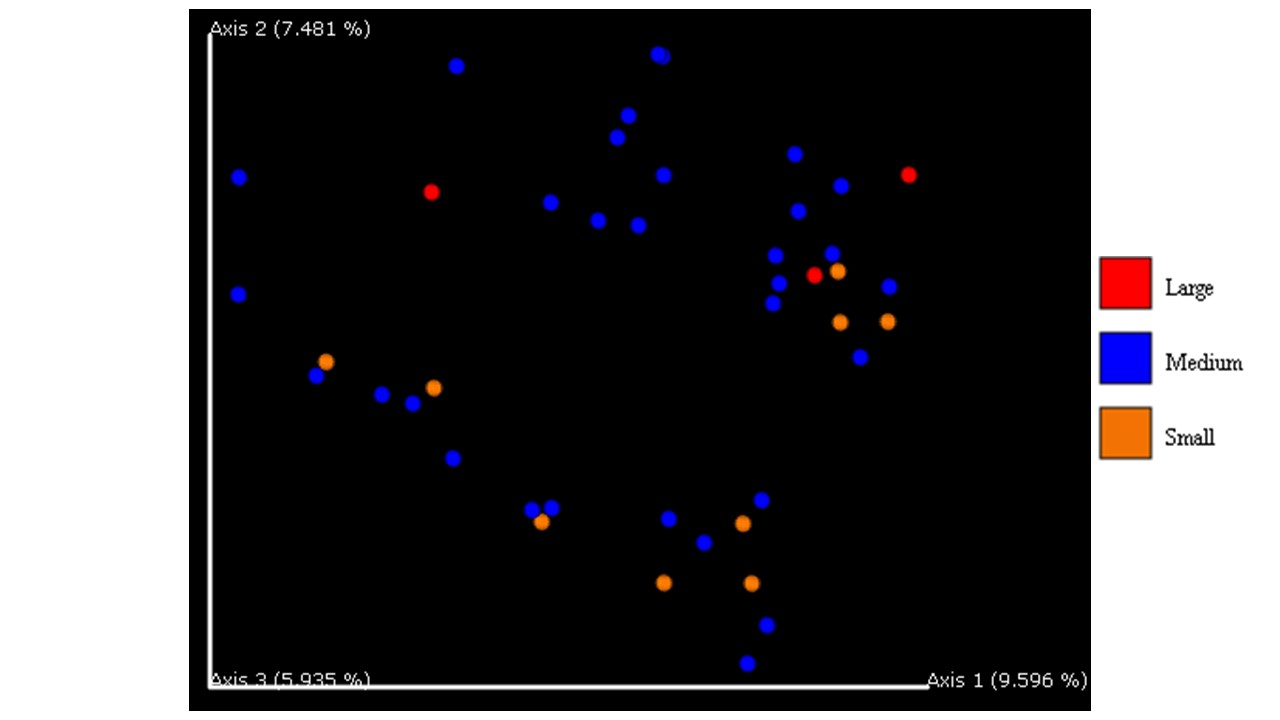 Axis 2 (7.481 %)
Large
Medium
Small
Axis 3 (5.935 %)
Axis 1 (9.596 %)